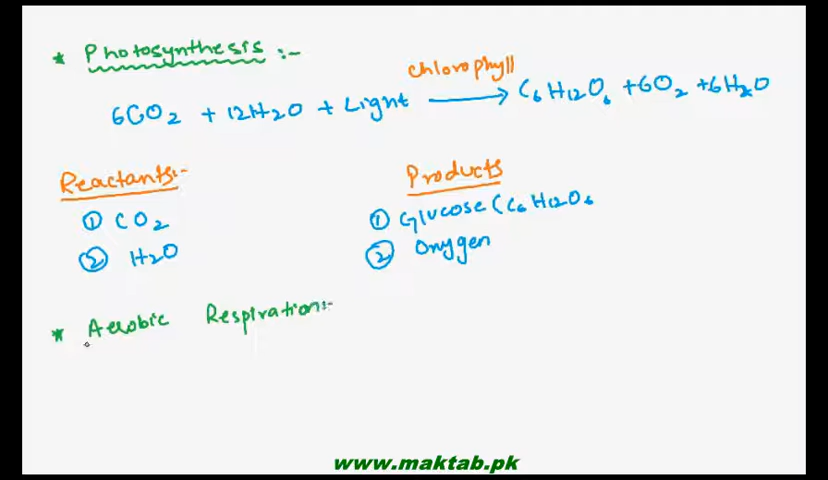 * Photosynthesis :-
chlorophyll
6CO2 + 12H2O + Light → C6H12O6 + 6O2 + 6H2O
Reactants:- Products
① CO2 ① Glucose (C6H12O6
② H2O ② Oxygen
* Aerobic Respiration:-
www.maktab.pk